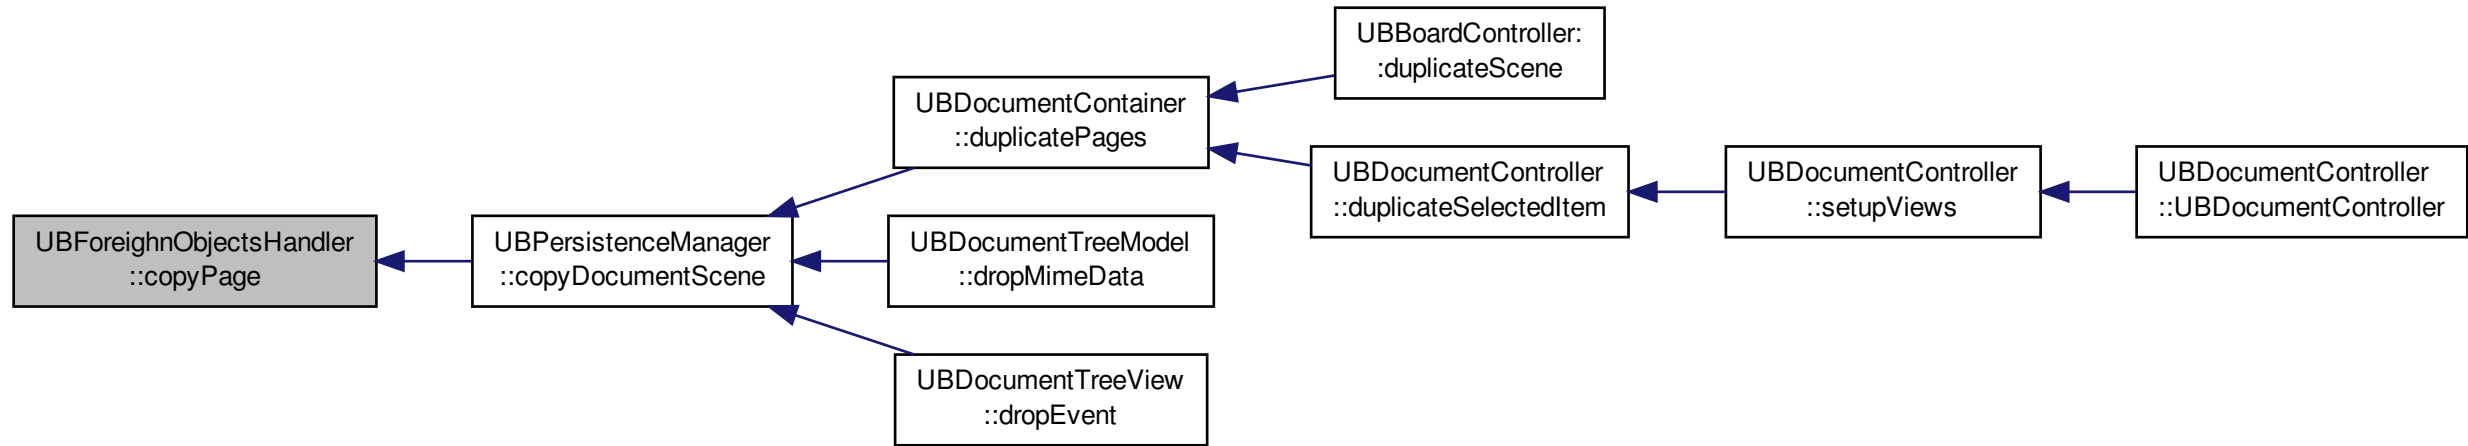 UBForeighnObjectsHandler
::copyPage
UBPersistenceManager
::copyDocumentScene
UBDocumentContainer
::duplicatePages
UBDocumentTreeModel
::dropMimeData
UBDocumentTreeView
::dropEvent
UBBoardController:
:duplicateScene
UBDocumentController
::duplicateSelectedItem
UBDocumentController
::setupViews
UBDocumentController
::UBDocumentController